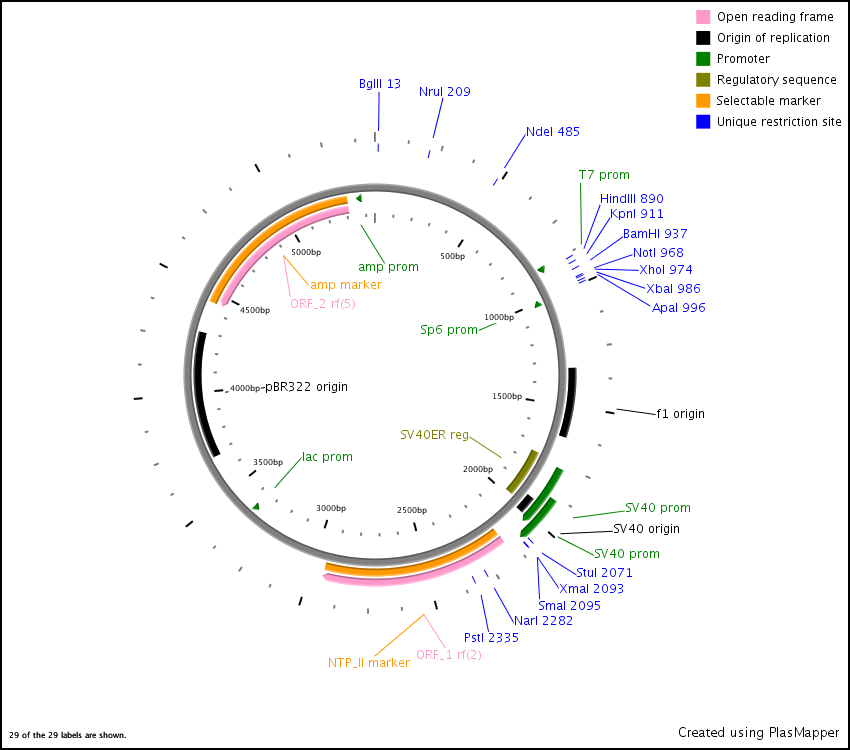 Open reading frame
Origin of replication
Promoter
Regulatory sequence
Selectable marker
Unique restriction site
BglII 13
NruI 209
NdeI 485
T7 prom
HindIII 890
KpnI 911
BamHI 937
NotI 968
XhoI 974
XbaI 986
ApaI 996
5000bp
500bp
amp prom
amp marker
ORF_2 rf(5)
4500bp
1000bp
Sp6 prom
4000bp
pBR322 origin
1500bp
f1 origin
SV40ER reg
lac prom
3500bp
2000bp
3000bp
2500bp
SV40 prom
SV40 origin
SV40 prom
StuI 2071
XmaI 2093
SmaI 2095
NarI 2282
PstI 2335
ORF_1 rf(2)
NTP_II marker
29 of the 29 labels are shown.
Created using PlasMapper